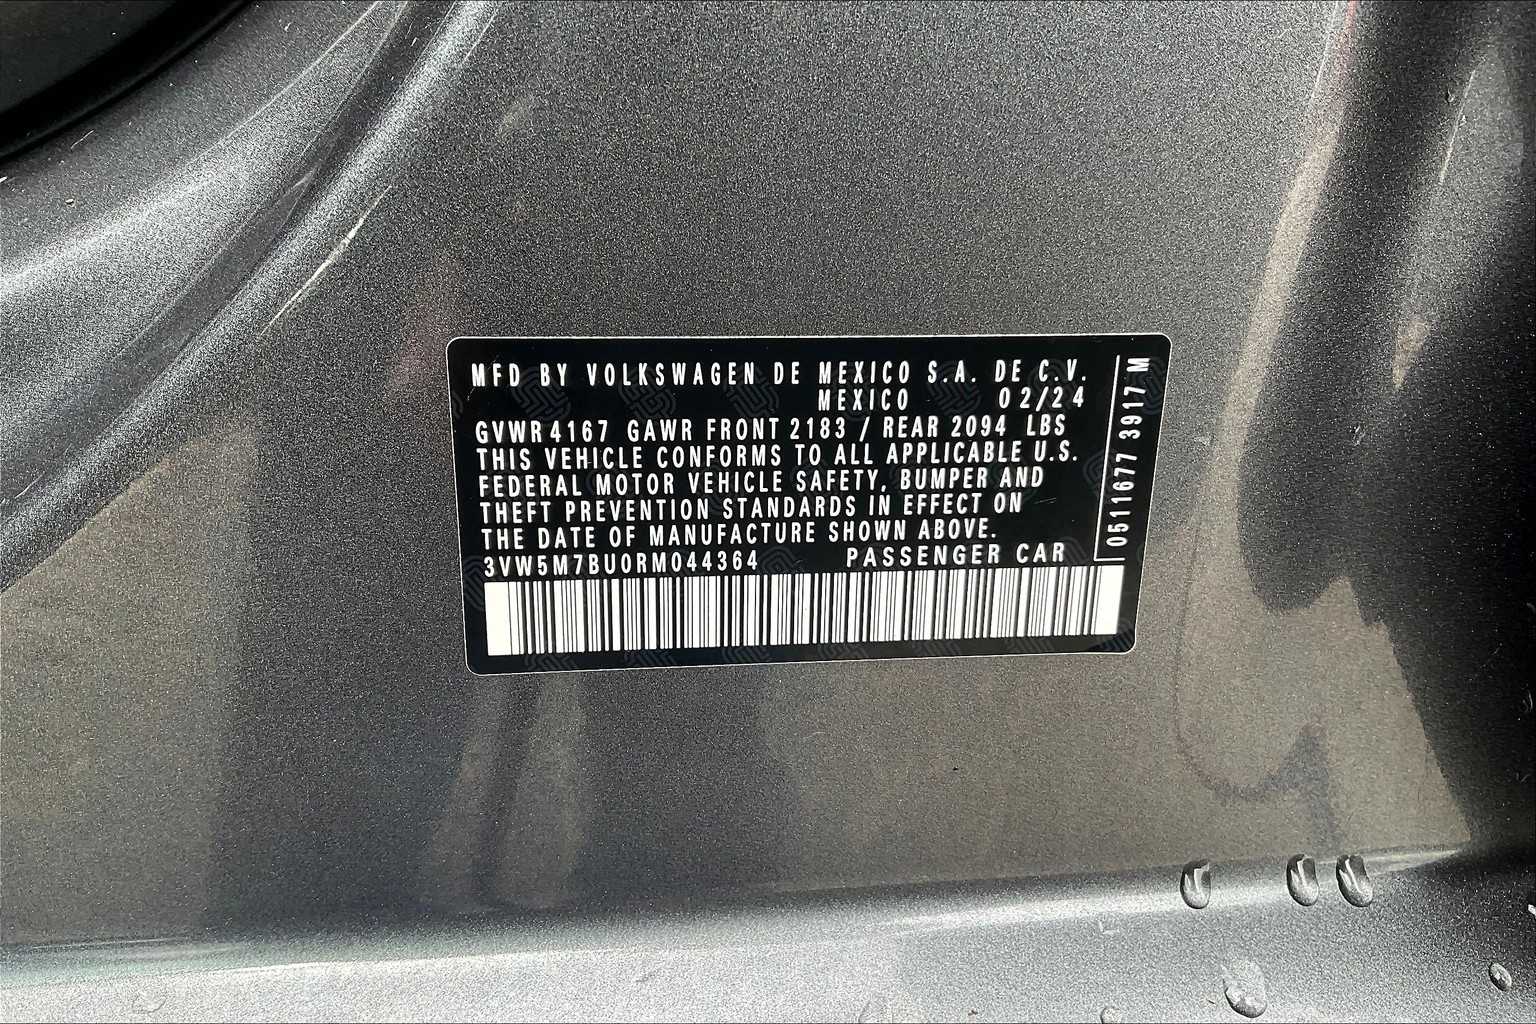 MFD BY VOLKSWAGEN DE MEXICO S.A. DE C.V.
MEXICO 02/24
GVWR 4167 GAWR FRONT 2183 / REAR 2094 LBS
THIS VEHICLE CONFORMS TO ALL APPLICABLE U.S.
FEDERAL MOTOR VEHICLE SAFETY, BUMPER AND
THEFT PREVENTION STANDARDS IN EFFECT ON
THE DATE OF MANUFACTURE SHOWN ABOVE.
3VW5M7BU0RM044364 PASSENGER CAR
0511677 3917 M